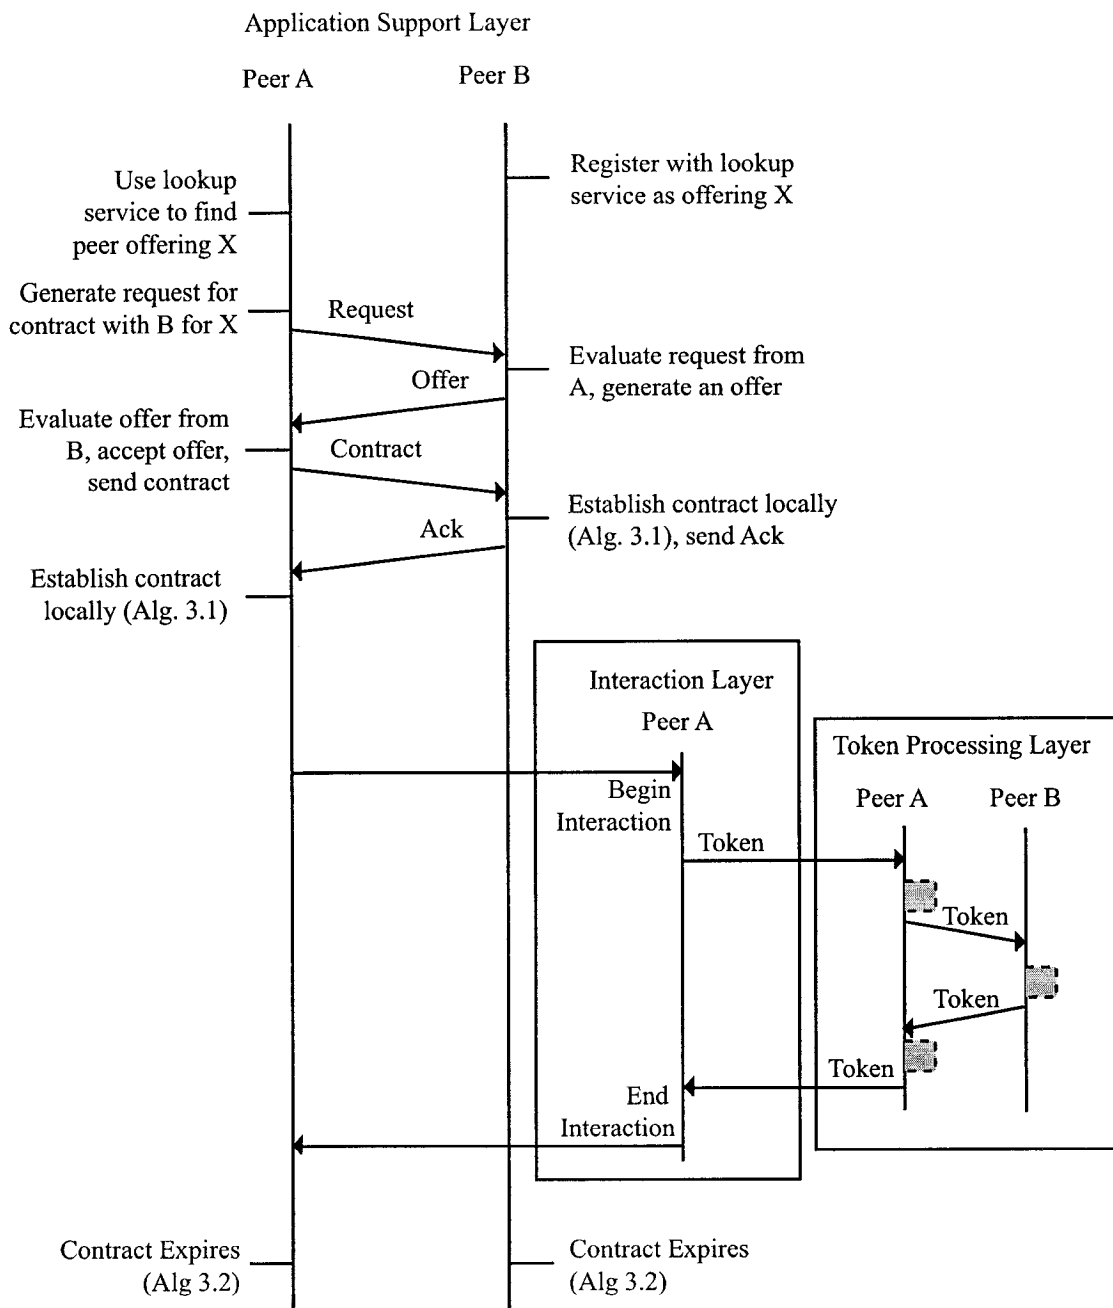 Application Support Layer
Peer A
Peer B
Register with lookup
service as offering X
Use lookup
service to find
peer offering X
Generate request for
contract with B for X
Request
Evaluate request from
A, generate an offer
Offer
Evaluate offer from
B, accept offer,
send contract
Contract
Establish contract locally
(Alg. 3.1), send Ack
Ack
Establish contract
locally (Alg. 3.1)
Interaction Layer
Peer A
Token Processing Layer
Peer A
Peer B
Begin
Interaction
Token
Token
Token
Token
End
Interaction
Contract Expires
(Alg 3.2)
Contract Expires
(Alg 3.2)